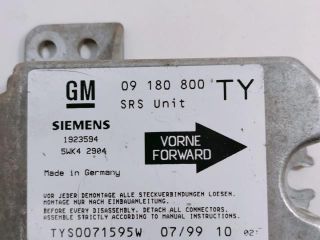 GM 09 180 800 TY
SRS Unit
SIEMENS
1923594
5WK4 2904
VORNE
FORWARD
Made in Germany
VOR JEDER DEMONTAGE ALLE STECKVERBINDUNGEN LOESEN.
MONTAGE NUR NACH EINBAUANLEITUNG.
BEFORE EVERY DISASSEMBLY DETACH ALL CONNECTORS.
ASSEMBLE STRICTLY ACCORDING TO MANUAL INSTRUCTIONS.
TYS0071595W 07/99 10 02